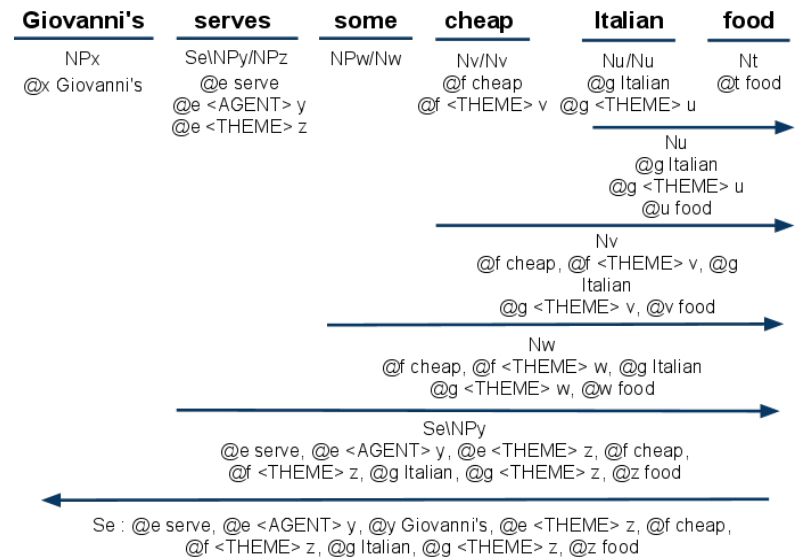 Giovanni's serves some cheap Italian food
NPx Se\NPy/NPz NPw/Nw Nv/Nv Nu/Nu Nt
@x Giovanni's @e serve @f cheap @g Italian @t food
@e <AGENT> y @f <THEME> v @g <THEME> u
@e <THEME> z
Nu
@g Italian
@g <THEME> u
@u food
Nv
@f cheap, @f <THEME> v, @g
Italian
@g <THEME> v, @v food
Nw
@f cheap, @f <THEME> w, @g Italian
@g <THEME> w, @w food
Se\NPy
@e serve, @e <AGENT> y, @e <THEME> z, @f cheap,
@f <THEME> z, @g Italian, @g <THEME> z, @z food
Se : @e serve, @e <AGENT> y, @y Giovanni's, @e <THEME> z, @f cheap,
@f <THEME> z, @g Italian, @g <THEME> z, @z food